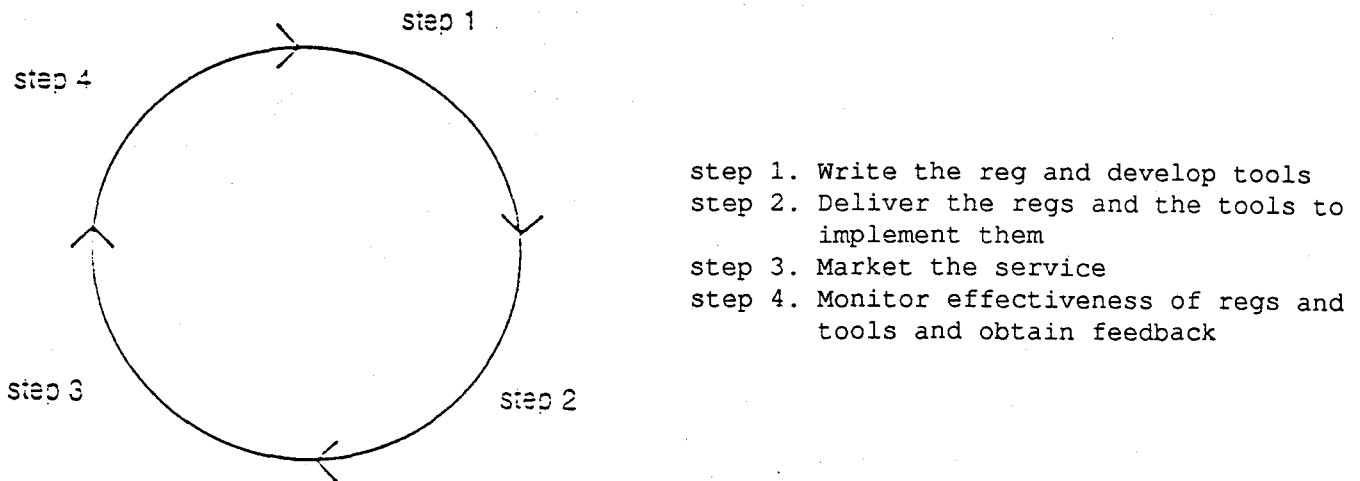 step 1
step 4
step 3
step 2
step 1. Write the reg and develop tools
step 2. Deliver the regs and the tools to
implement them
step 3. Market the service
step 4. Monitor effectiveness of regs and
tools and obtain feedback